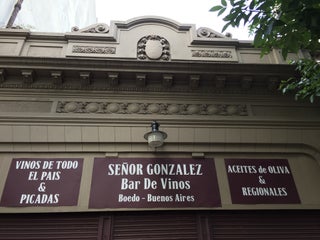 VINOS DE TODO
EL PAIS
&
PICADAS
SEÑOR GONZALEZ
Bar De Vinos
Boedo - Buenos Aires
ACEITES de OLIVA
&
REGIONALES